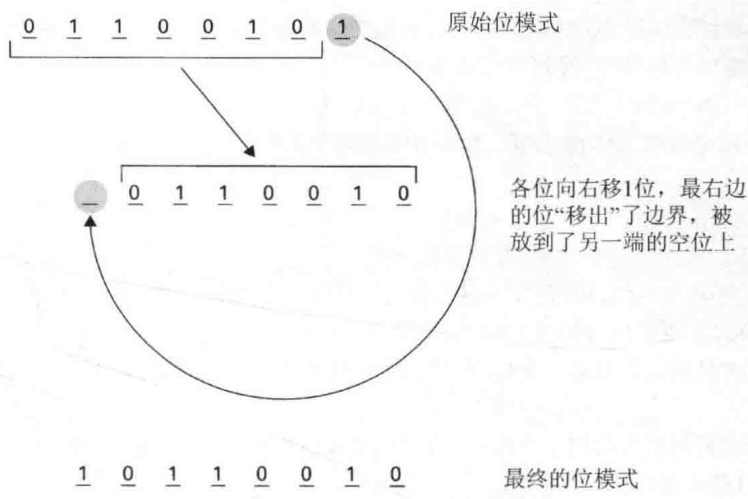 0 1 1 0 0 1 0 1 原始位模式
_ 0 1 1 0 0 1 0
各位向右移1位，最右边
的位“移出”了边界，被
放到了另一端的空位上
1 0 1 1 0 0 1 0 最终的位模式